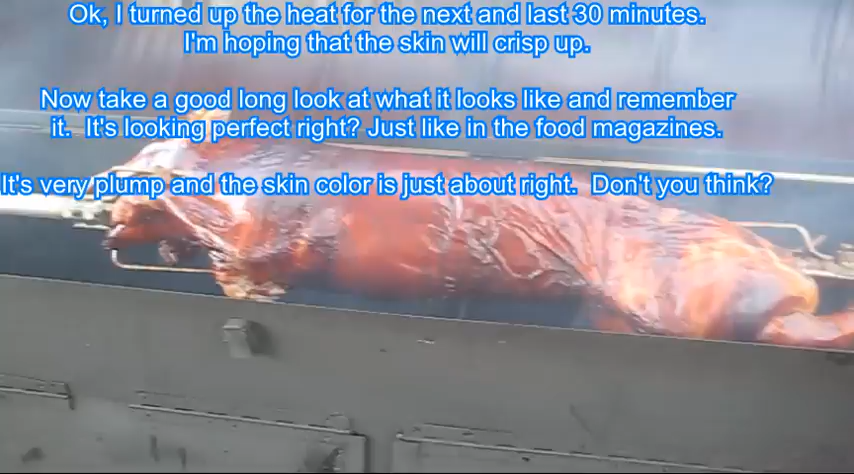 Ok, I turned up the heat for the next and last 30 minutes.
I'm hoping that the skin will crisp up.
Now take a good long look at what it looks like and remember
it. It's looking perfect right? Just like in the food magazines.
It's very plump and the skin color is just about right. Don't you think?